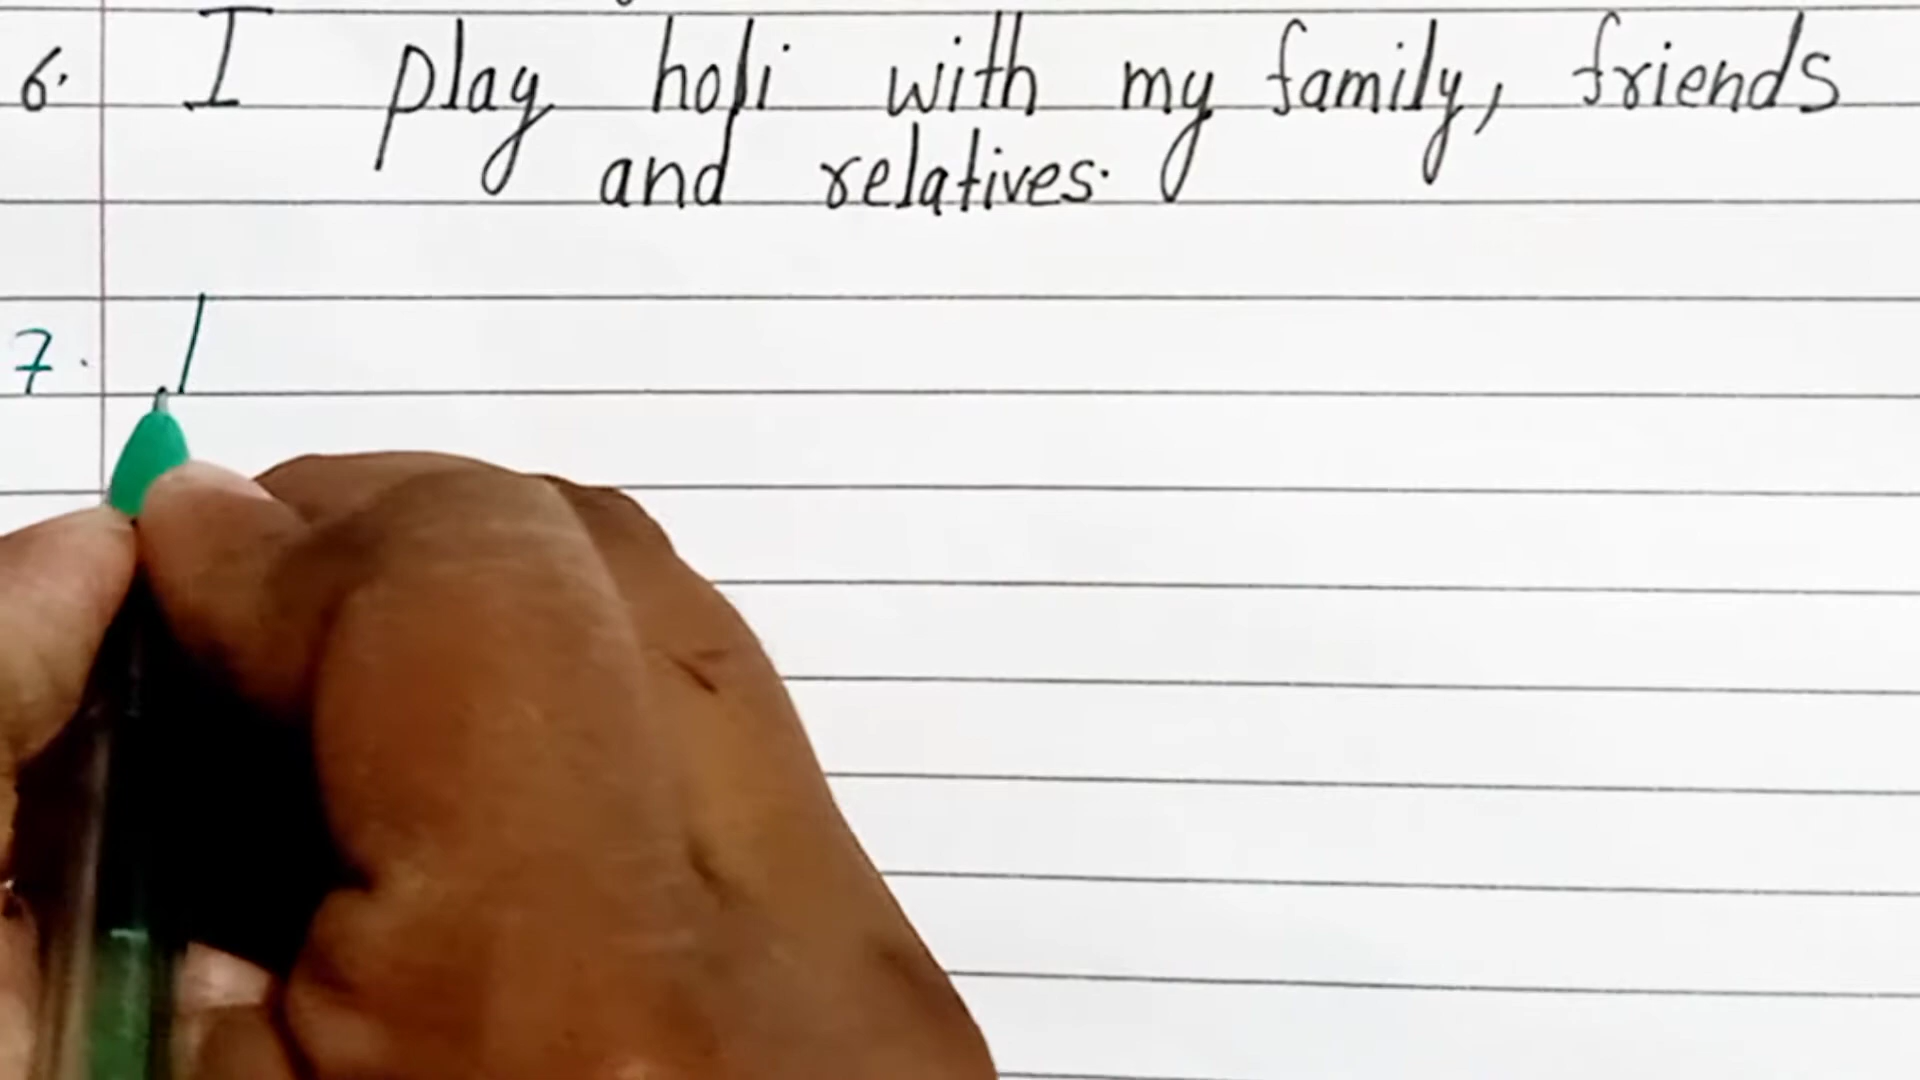 6. I play holi with my family, friends
and relatives.
7.